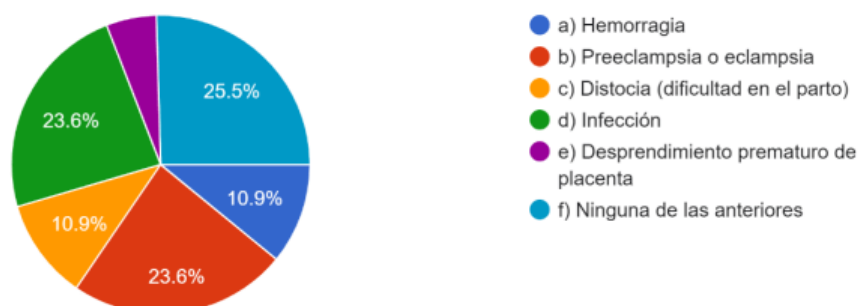 a) Hemorragia
b) Preeclampsia o eclampsia
c) Distocia (dificultad en el parto)
d) Infección
e) Desprendimiento prematuro de
placenta
f) Ninguna de las anteriores
25.5%
23.6%
10.9%
10.9%
23.6%